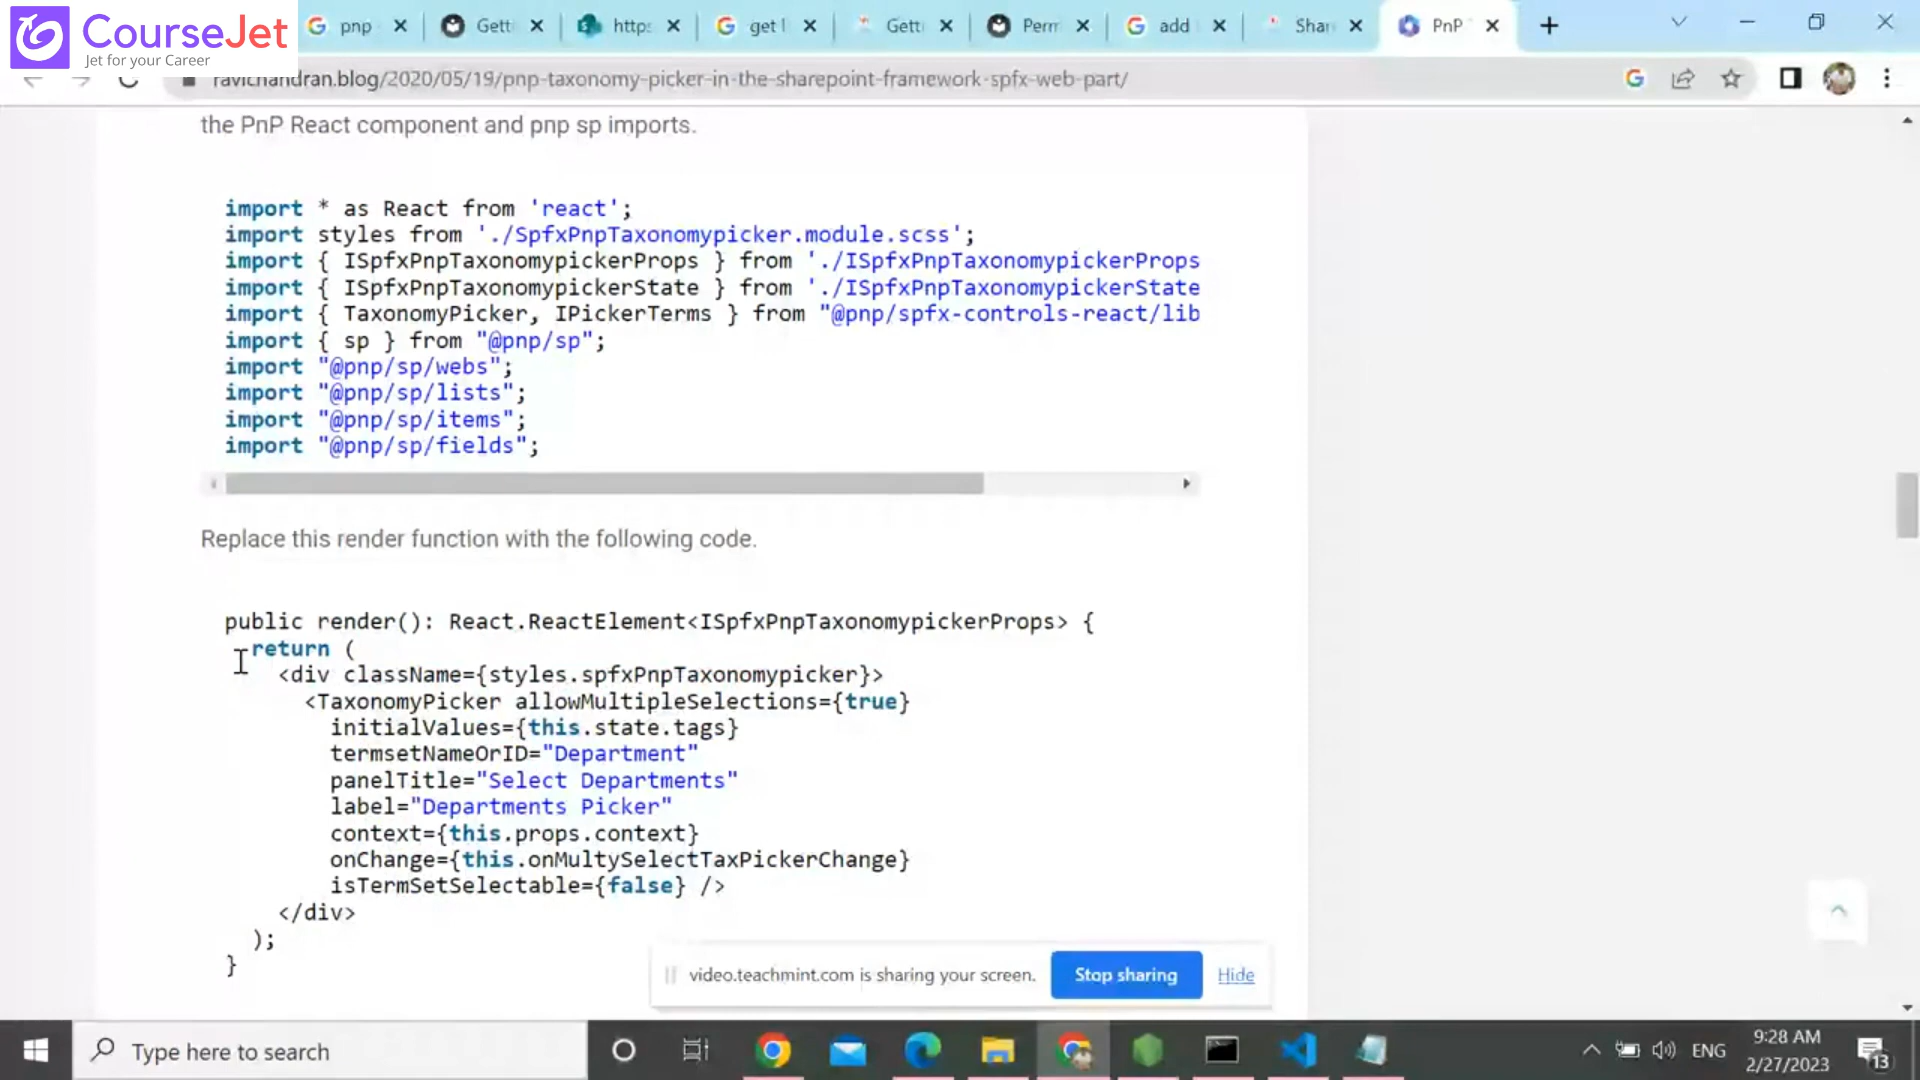 CourseJet
Jet for your Career
pnp
Gett
https
get l
Gett
Perm
add
Shar
PnP
ravichandran.blog/2020/05/19/pnp-taxonomy-picker-in-the-sharepoint-framework-spfx-web-part/
the PnP React component and pnp sp imports.
import * as React from 'react';
import styles from './SpfxPnpTaxonomypicker.module.scss';
import { ISpfxPnpTaxonomypickerProps } from './ISpfxPnpTaxonomypickerProps
import { ISpfxPnpTaxonomypickerState } from './ISpfxPnpTaxonomypickerState
import { TaxonomyPicker, IPickerTerms } from "@pnp/spfx-controls-react/lib
import { sp } from "@pnp/sp";
import "@pnp/sp/webs";
import "@pnp/sp/lists";
import "@pnp/sp/items";
import "@pnp/sp/fields";
Replace this render function with the following code.
public render(): React.ReactElement<ISpfxPnpTaxonomypickerProps> {
return (
<div className={styles.spfxPnpTaxonomypicker}>
<TaxonomyPicker allowMultipleSelections={true}
initialValues={this.state.tags}
termsetNameOrID="Department"
panelTitle="Select Departments"
label="Departments Picker"
context={this.props.context}
onChange={this.onMultySelectTaxPickerChange}
isTermSetSelectable={false} />
</div>
);
}
video.teachmint.com is sharing your screen.
Stop sharing
Hide
Type here to search
ENG
9:28 AM
2/27/2023
13